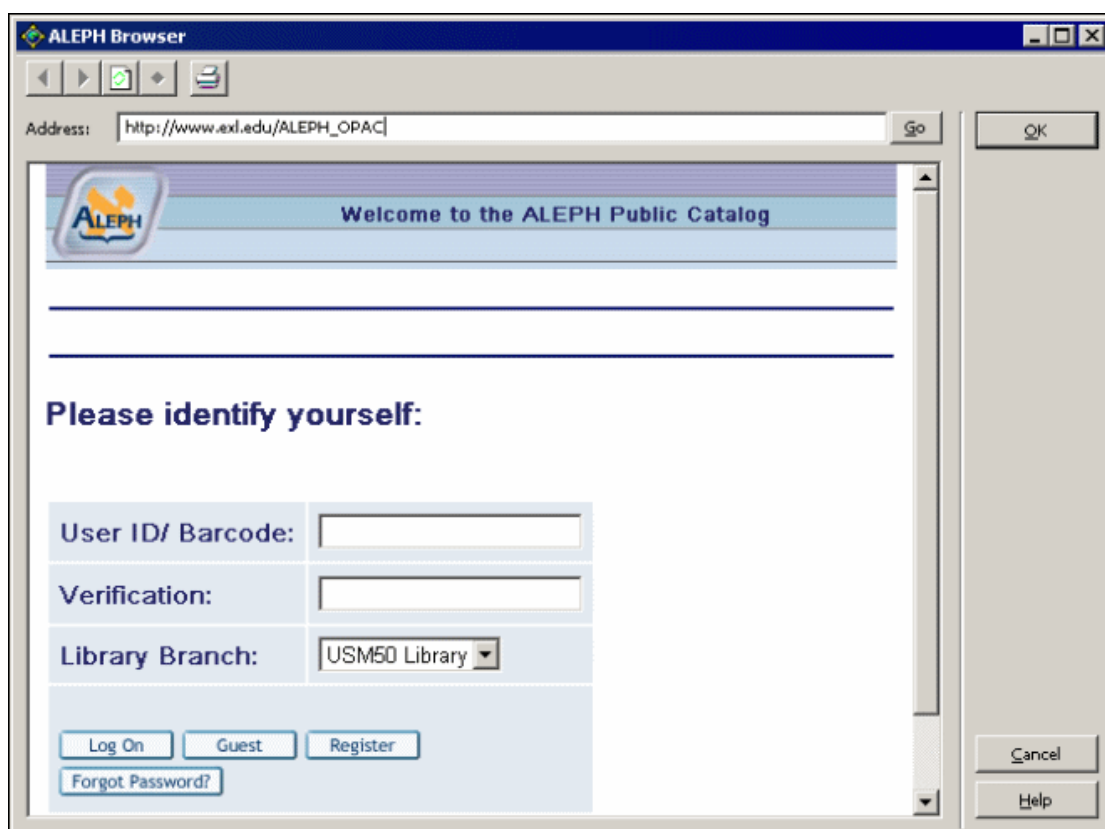 ALEPH Browser
Address: http://www.exl.edu/ALEPH_OPAC Go
OK
ALEPH
Welcome to the ALEPH Public Catalog
Please identify yourself:
User ID/ Barcode:
Verification:
Library Branch: USM50 Library
Log On Guest Register
Forgot Password?
Cancel
Help